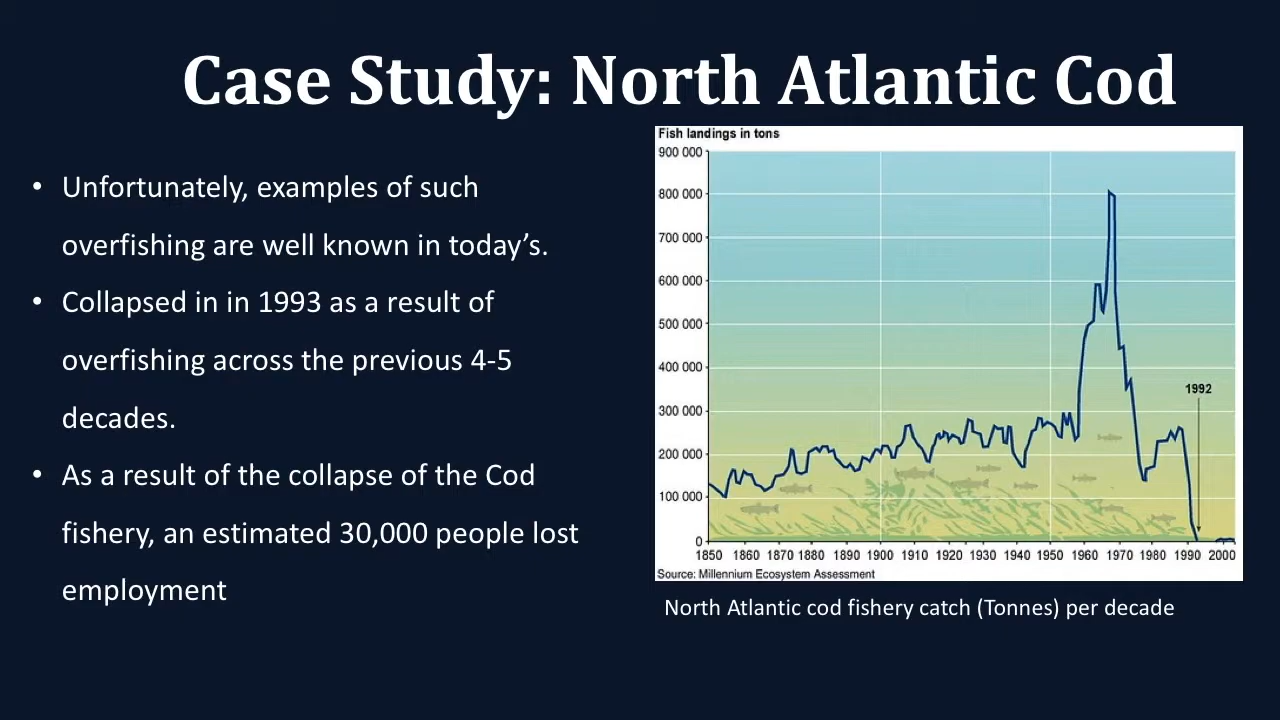 Case Study: North Atlantic Cod
• Unfortunately, examples of such
overfishing are well known in today’s.
• Collapsed in in 1993 as a result of
overfishing across the previous 4-5
decades.
• As a result of the collapse of the Cod
fishery, an estimated 30,000 people lost
employment
Fish landings in tons
900 000
800 000
700 000
600 000
500 000
400 000
300 000
200 000
100 000
0
1992
1850 1860 1870 1880 1890 1900 1910 1920 1930 1940 1950 1960 1970 1980 1990 2000
Source: Millennium Ecosystem Assessment
North Atlantic cod fishery catch (Tonnes) per decade